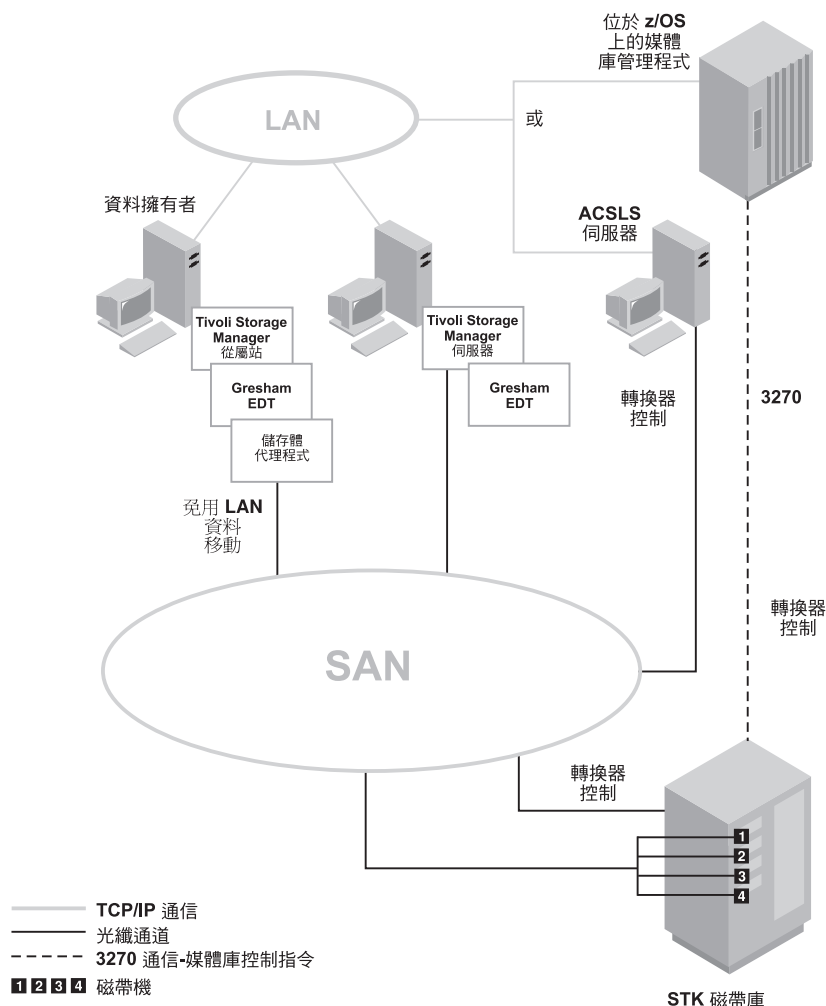 位於 z/OS
上的媒體
庫管理程式
LAN
或
資料擁有者
ACSLS
伺服器
Tivoli Storage
Manager
從屬站
Gresham
EDT
儲存體
代理程式
Tivoli Storage
Manager
伺服器
Gresham
EDT
轉換器
控制
3270
免用 LAN
資料
移動
轉換器
控制
SAN
轉換器
控制
1
2
3
4
TCP/IP 通信
光纖通道
3270 通信-媒體庫控制指令
1 2 3 4 磁帶機
STK 磁帶庫